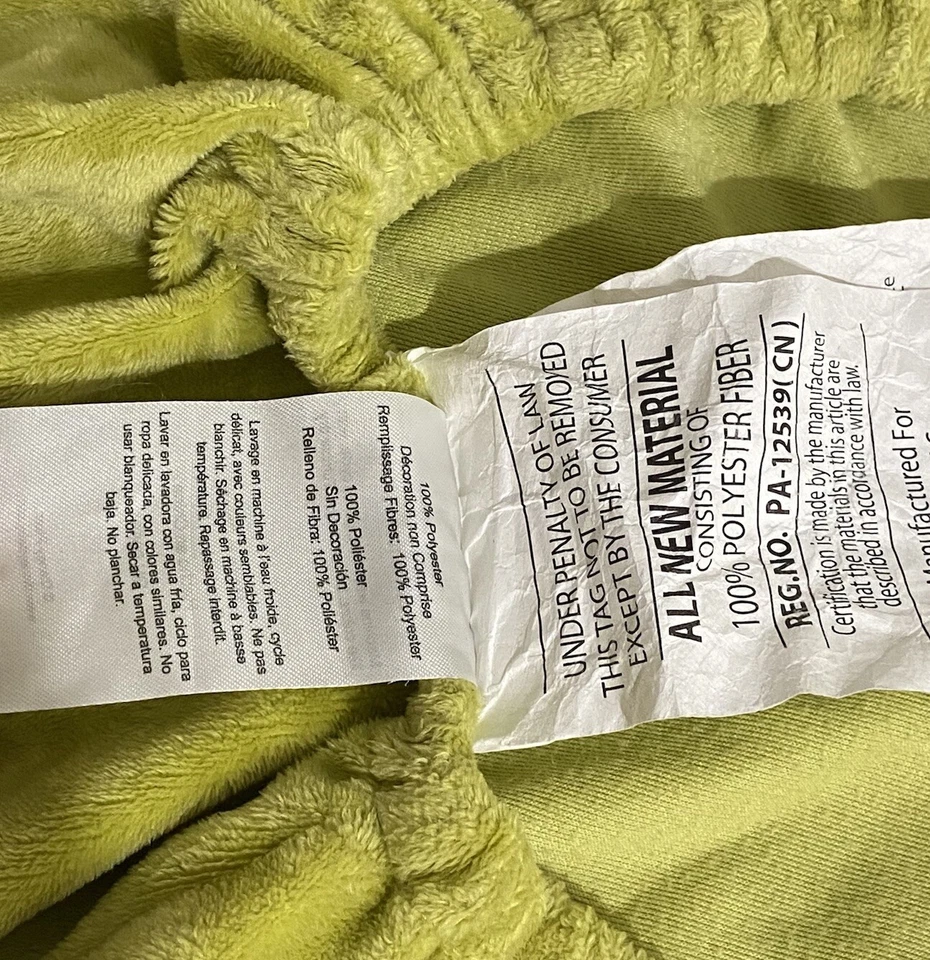 100% Polyester
Décoration non Comprise
Remplissage Fibres: 100% Polyester
100% Poliéster
Sin Decoración
Relleno de Fibra: 100% Poliéster
Lavage en machine à l'eau froide, cycle
délicat, avec couleurs semblables. Ne pas
blanchir. Séchage en machine à basse
température. Repassage Interdit.
Lavar en lavadora con agua fría, ciclo para
ropa delicada, con colores similares. No
usar blanqueador. Secar a temperatura
baja. No planchar.
UNDER PENALTY OF LAW
THIS TAG NOT TO BE REMOVED
EXCEPT BY THE CONSUMER
ALL NEW MATERIAL
CONSISTING OF
100% POLYESTER FIBER
REG.NO. PA-12539( CN )
Certification is made by the manufacturer
that the materials in this article are
described in accordance with law.
Manufactured For